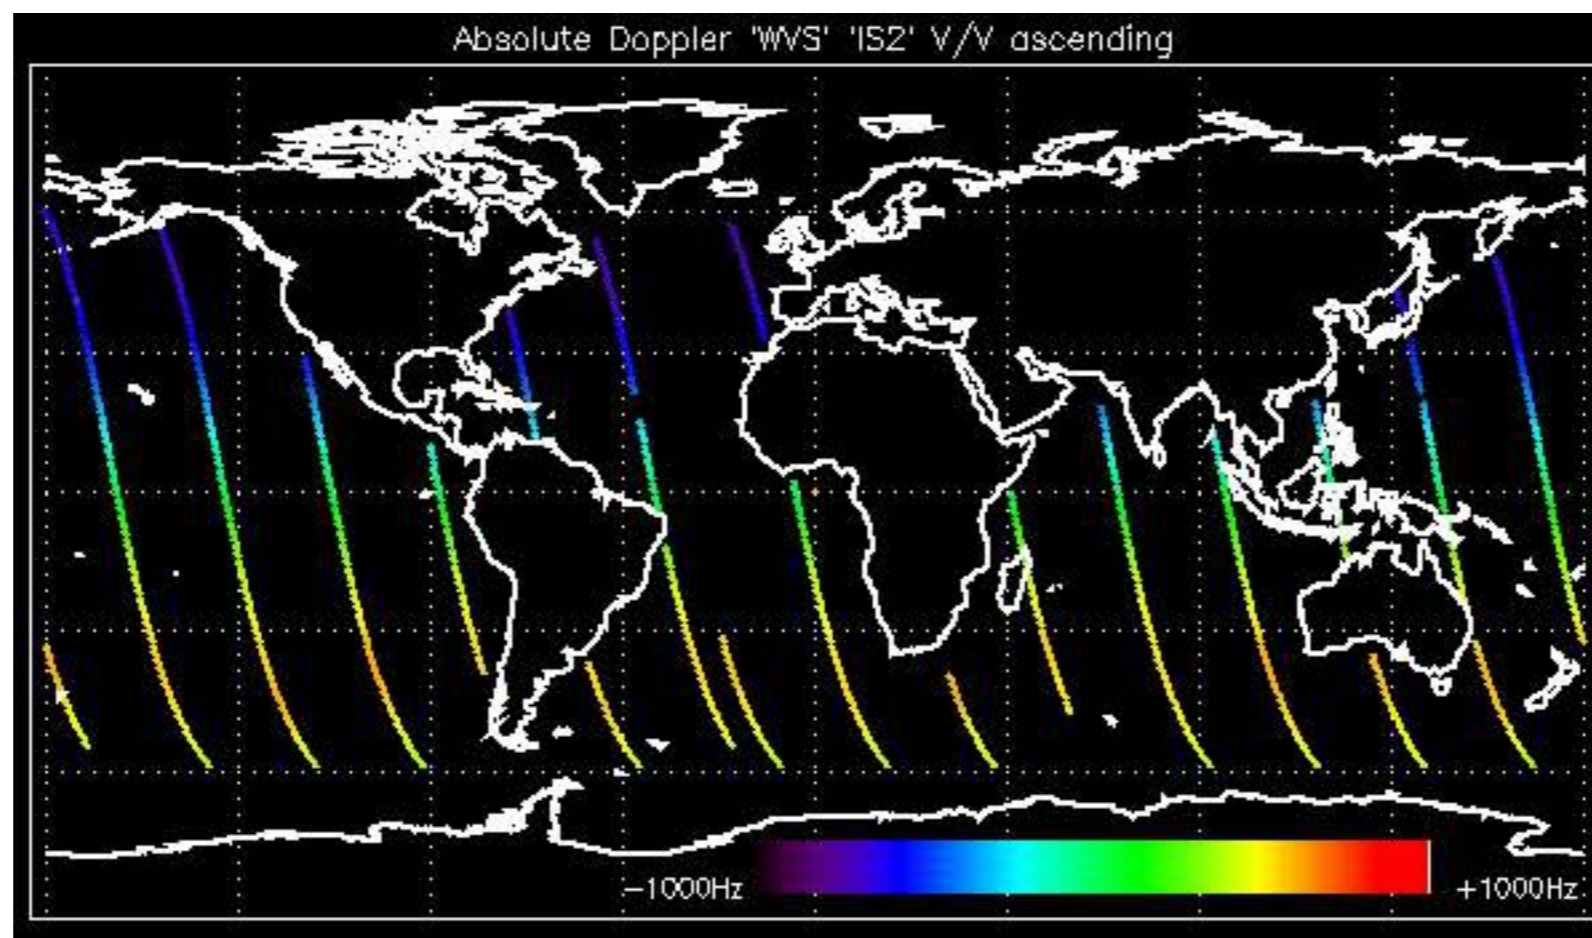 Absolute Doppler 'WVS' 'IS2' V/V ascending
-1000Hz +1000Hz